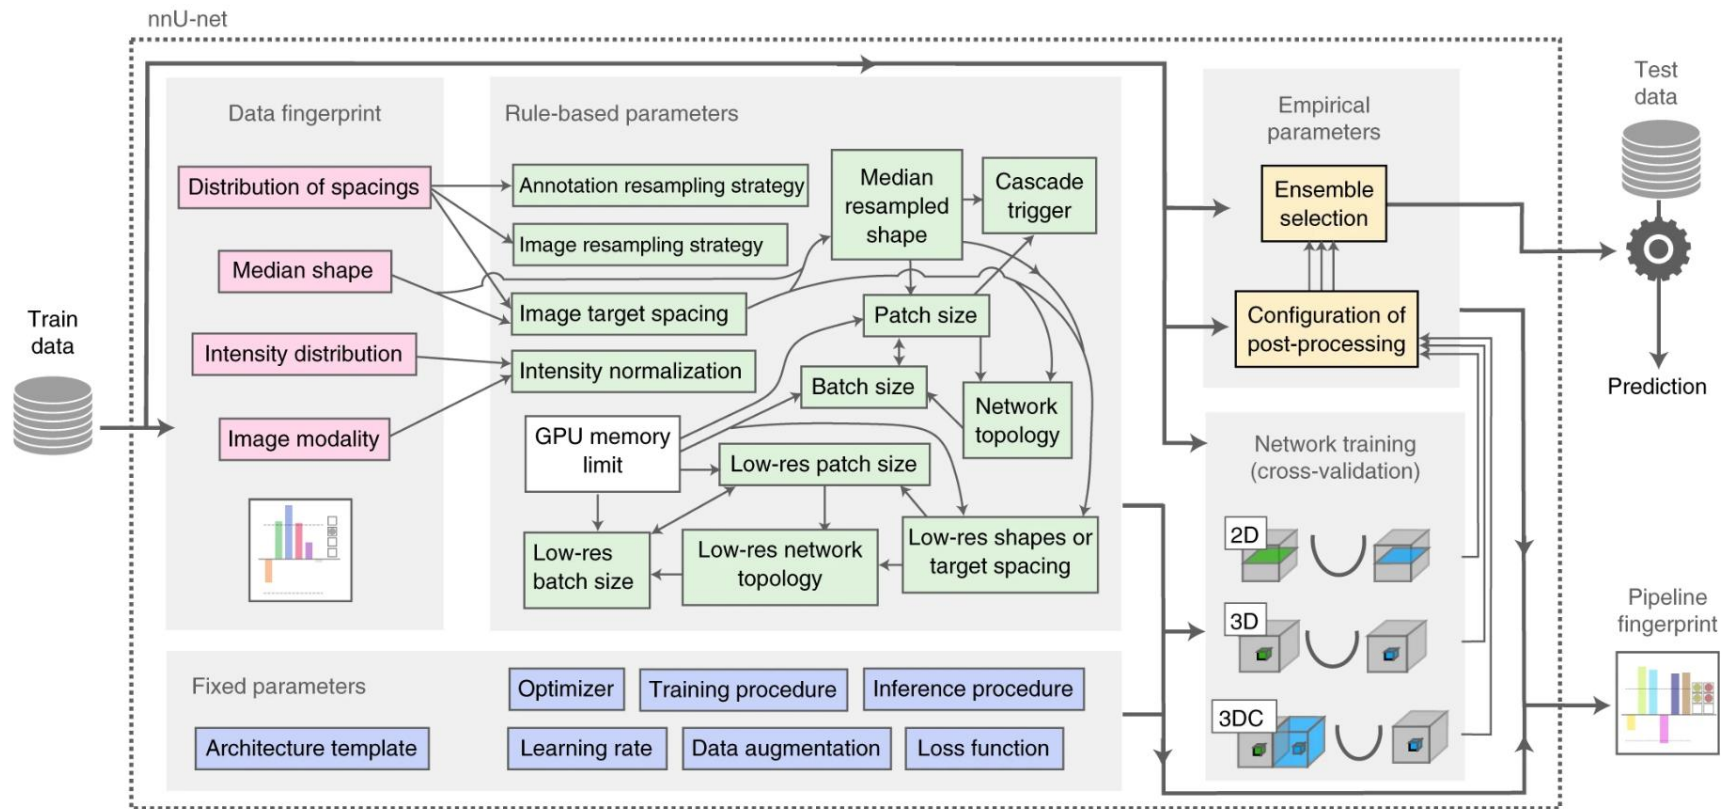 nnU-net
Train
data
Data fingerprint
Distribution of spacings
Median shape
Intensity distribution
Image modality
Rule-based parameters
Annotation resampling strategy
Image resampling strategy
Image target spacing
Intensity normalization
Median
resampled
shape
Cascade
trigger
Patch size
Batch size
Network
topology
GPU memory
limit
Low-res patch size
Low-res
batch size
Low-res network
topology
Low-res shapes or
target spacing
Fixed parameters
Optimizer
Training procedure
Inference procedure
Architecture template
Learning rate
Data augmentation
Loss function
Empirical
parameters
Ensemble
selection
Configuration of
post-processing
Network training
(cross-validation)
2D
3D
3DC
Test
data
Prediction
Pipeline
fingerprint